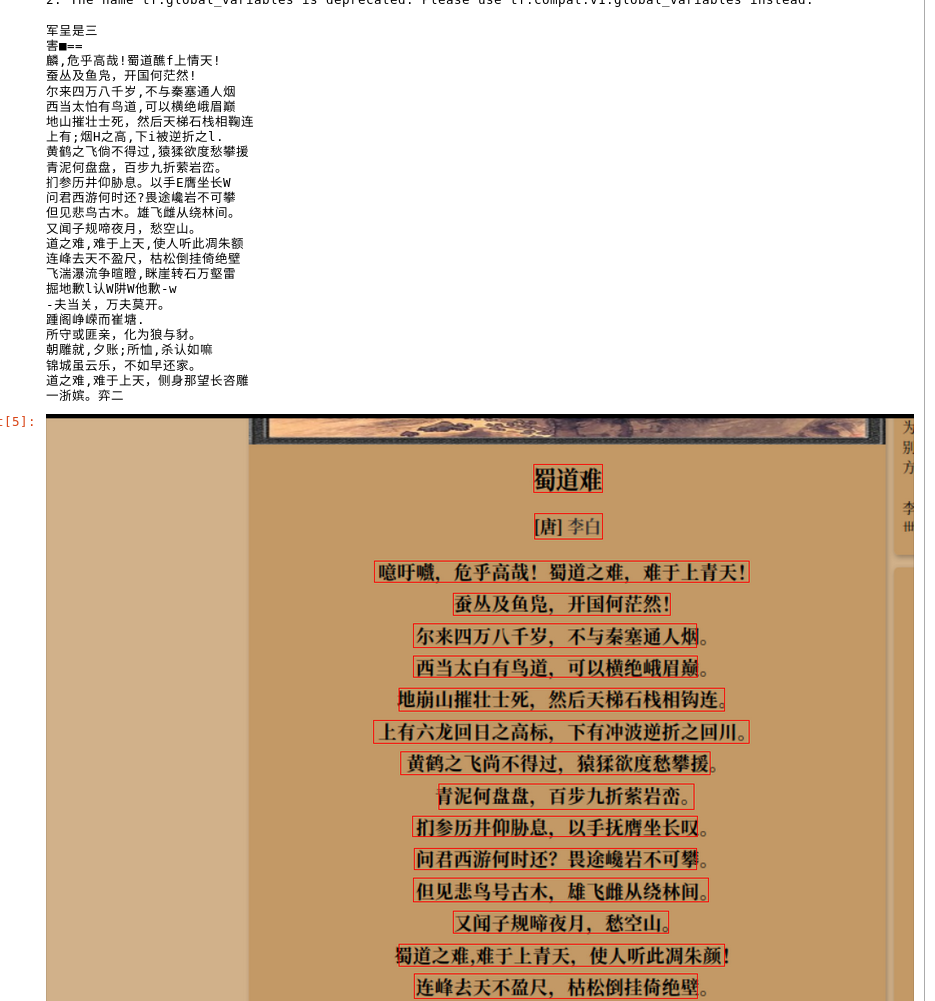 2. The name tf.global_variables is deprecated. Please use tf.compat.v1.global_variables instead.
军呈是三
害■==
麟,危乎高哉!蜀道醮f上情天!
蚕丛及鱼凫, 开国何茫然!
尔来四万八千岁,不与秦塞通人烟
西当太怕有鸟道,可以横绝峨眉巅
地山摧壮士死, 然后天梯石栈相鞠连
上有;烟H之高,下i被逆折之l.
黄鹤之飞倘不得过,猿猱欲度愁攀援
青泥何盘盘, 百步九折萦岩峦。
扪参历井仰胁息。以手E膺坐长W
问君西游何时还?畏途巉岩不可攀
但见悲鸟古木。雄飞雌从绕林间。
又闻子规啼夜月, 愁空山。
道之难,难于上天,使人听此凋朱额
连峰去天不盈尺, 枯松倒挂倚绝壁
飞湍瀑流争暄瞪,眯崖转石万壑雷
掘地歉l认W阱W他歉-w
-夫当关, 万夫莫开。
踵阁峥嵘而崔塘.
所守或匪亲, 化为狼与豺。
朝雕就,夕账;所恤,杀认如嘛
锦城虽云乐, 不如早还家。
道之难,难于上天, 侧身那望长咨雕
一浙嫔。弈二
t[5]:
蜀道难
[唐] 李白
噫吁嚱，危乎高哉！蜀道之难，难于上青天！
蚕丛及鱼凫，开国何茫然！
尔来四万八千岁，不与秦塞通人烟。
西当太白有鸟道，可以横绝峨眉巅。
地崩山摧壮士死，然后天梯石栈相钩连。
上有六龙回日之高标，下有冲波逆折之回川。
黄鹤之飞尚不得过，猿猱欲度愁攀援。
青泥何盘盘，百步九折萦岩峦。
扪参历井仰胁息，以手抚膺坐长叹。
问君西游何时还？畏途巉岩不可攀。
但见悲鸟号古木，雄飞雌从绕林间。
又闻子规啼夜月，愁空山。
蜀道之难,难于上青天，使人听此凋朱颜！
连峰去天不盈尺，枯松倒挂倚绝壁。
为
别
方
李